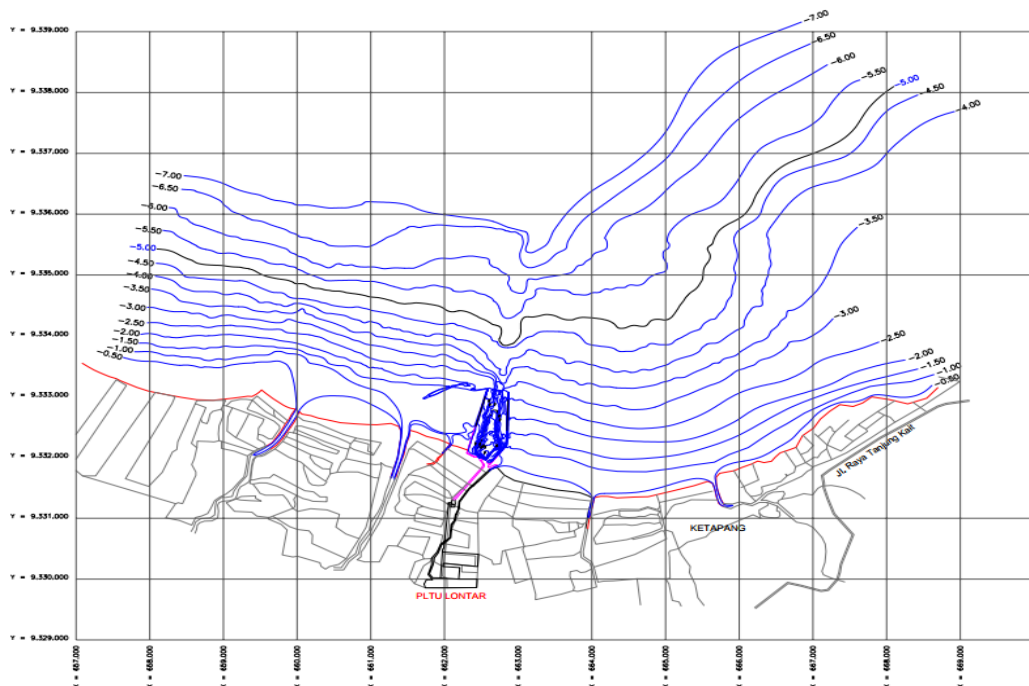 Y = 9.339.000
-7.00
-6.50
-6.00
-5.50
-5.00
-4.50
-4.00
Y = 9.338.000
Y = 9.337.000
-7.00
-6.50
-6.00
-5.50
-5.00
-4.50
-4.00
-3.50
-3.00
-2.50
-2.00
-1.50
-1.00
-0.50
Y = 9.336.000
-3.50
Y = 9.335.000
-3.00
Y = 9.334.000
-2.50
-2.00
-1.50
-1.00
-0.50
Y = 9.333.000
Y = 9.332.000
Jl. Raya Tanjung Kait
Y = 9.331.000
KETAPANG
Y = 9.330.000
PLTU LONTAR
Y = 9.329.000
X = 657.000
X = 658.000
X = 659.000
X = 660.000
X = 661.000
X = 662.000
X = 663.000
X = 664.000
X = 665.000
X = 666.000
X = 667.000
X = 668.000
X = 669.000